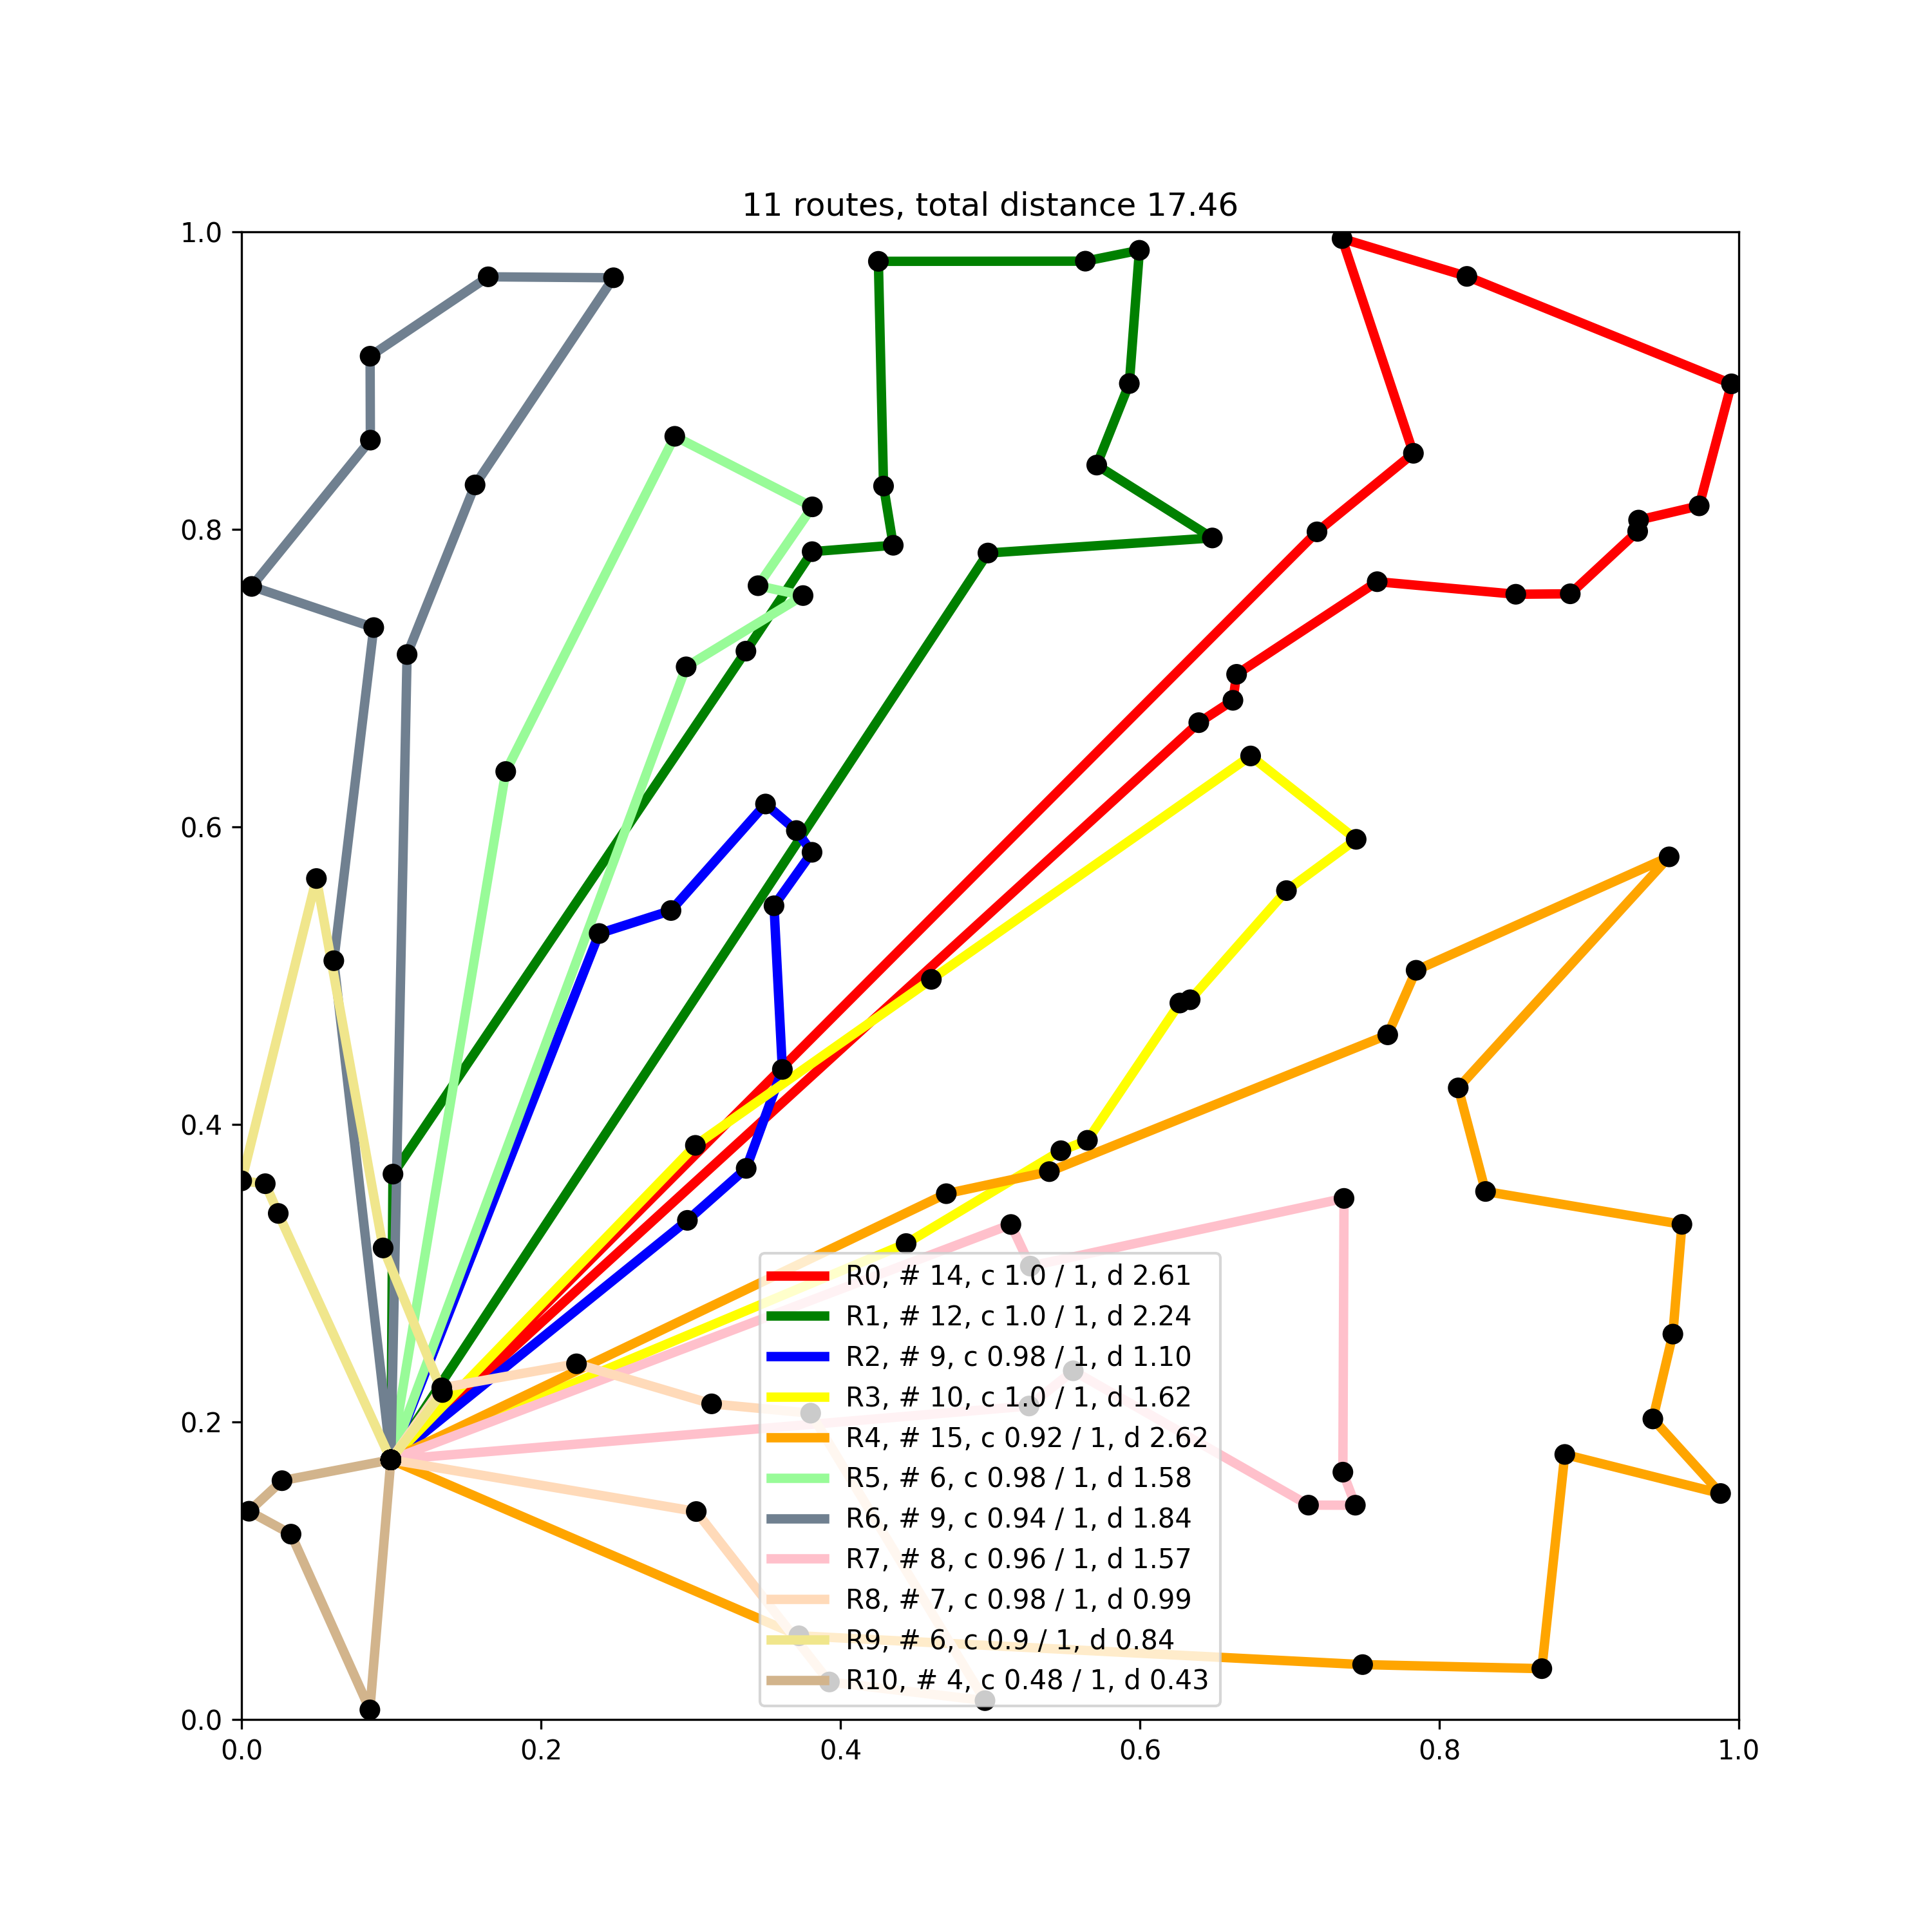 11 routes, total distance 17.46
1.0
0.8
0.6
0.4
0.2
0.0
R0, # 14, c 1.0 / 1, d 2.61
R1, # 12, c 1.0 / 1, d 2.24
R2, # 9, c 0.98 / 1, d 1.10
R3, # 10, c 1.0 / 1, d 1.62
R4, # 15, c 0.92 / 1, d 2.62
R5, # 6, c 0.98 / 1, d 1.58
R6, # 9, c 0.94 / 1, d 1.84
R7, # 8, c 0.96 / 1, d 1.57
R8, # 7, c 0.98 / 1, d 0.99
R9, # 6, c 0.9 / 1, d 0.84
R10, # 4, c 0.48 / 1, d 0.43
0.0 0.2 0.4 0.6 0.8 1.0